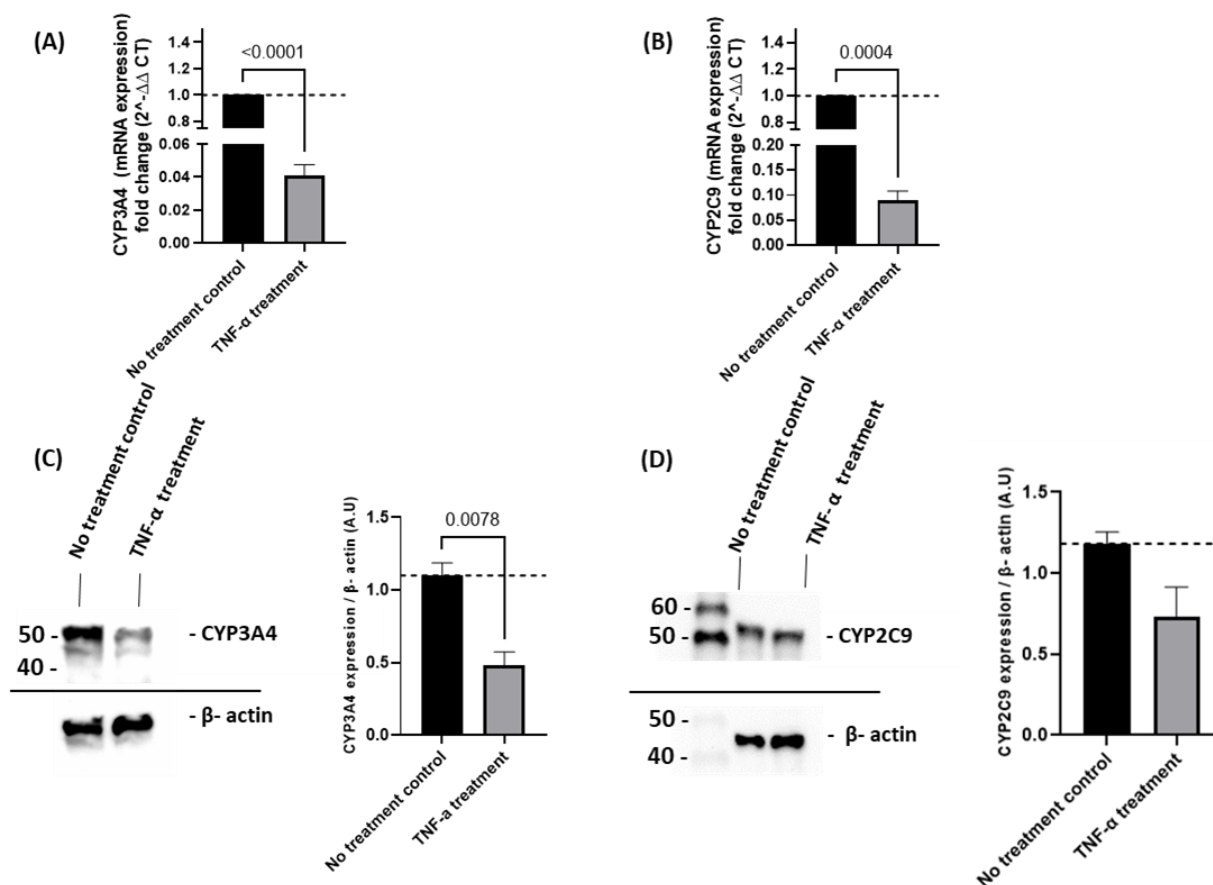 (A)
CYP3A4 (mRNA expression)
fold change (2^-ΔΔ CT)
1.4
1.2
1.0
0.8
0.06
0.04
0.02
0.00
<0.0001
No treatment control
TNF-α treatment
(B)
CYP2C9 (mRNA expression)
fold change (2^-ΔΔ CT)
1.4
1.2
1.0
0.8
0.20
0.15
0.10
0.05
0.00
0.0004
No treatment control
TNF-α treatment
(C)
No treatment control
TNF-α treatment
50 -
- CYP3A4
40 -
- β- actin
CYP3A4 expression / β- actin (A.U)
1.5
1.0
0.5
0.0
0.0078
No treatment control
TNF-a treatment
(D)
No treatment control
TNF-α treatment
60 -
50 -
- CYP2C9
50 -
- β- actin
40 -
CYP2C9 expression / β- actin (A.U)
1.5
1.0
0.5
0.0
No treatment control
TNF-α treatment